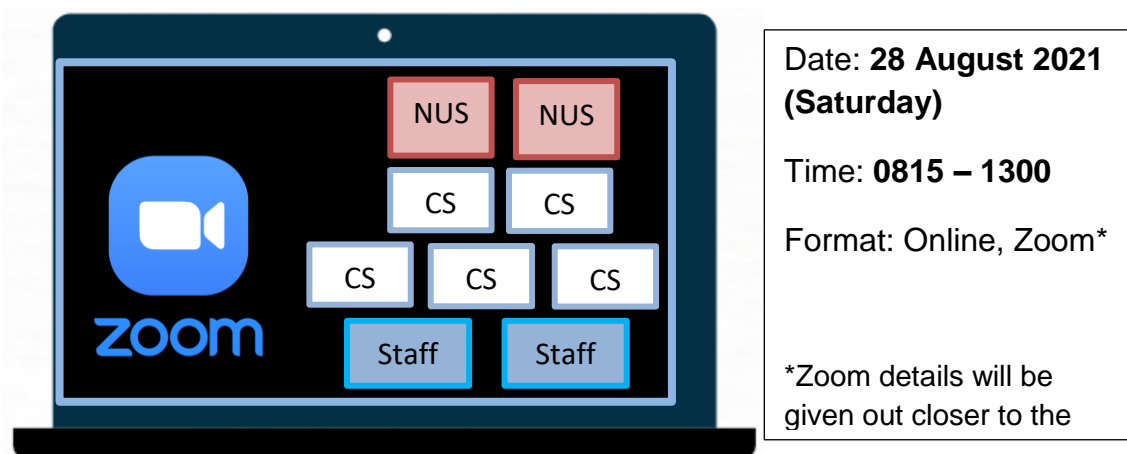 NUS NUS
CS CS
CS CS CS
Staff Staff
zoom
Date: 28 August 2021
(Saturday)
Time: 0815 – 1300
Format: Online, Zoom*
*Zoom details will be
given out closer to the